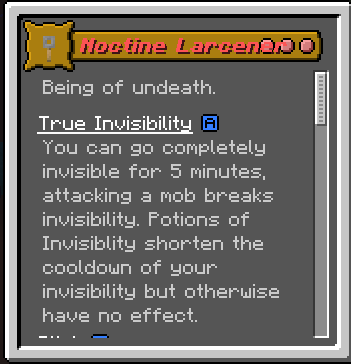 Noctine Larcenar
Being of undeath.
True Invisibility A
You can go completely
invisible for 5 minutes,
attacking a mob breaks
invisibility. Potions of
Invisiblity shorten the
cooldown of your
invisibility but otherwise
have no effect.